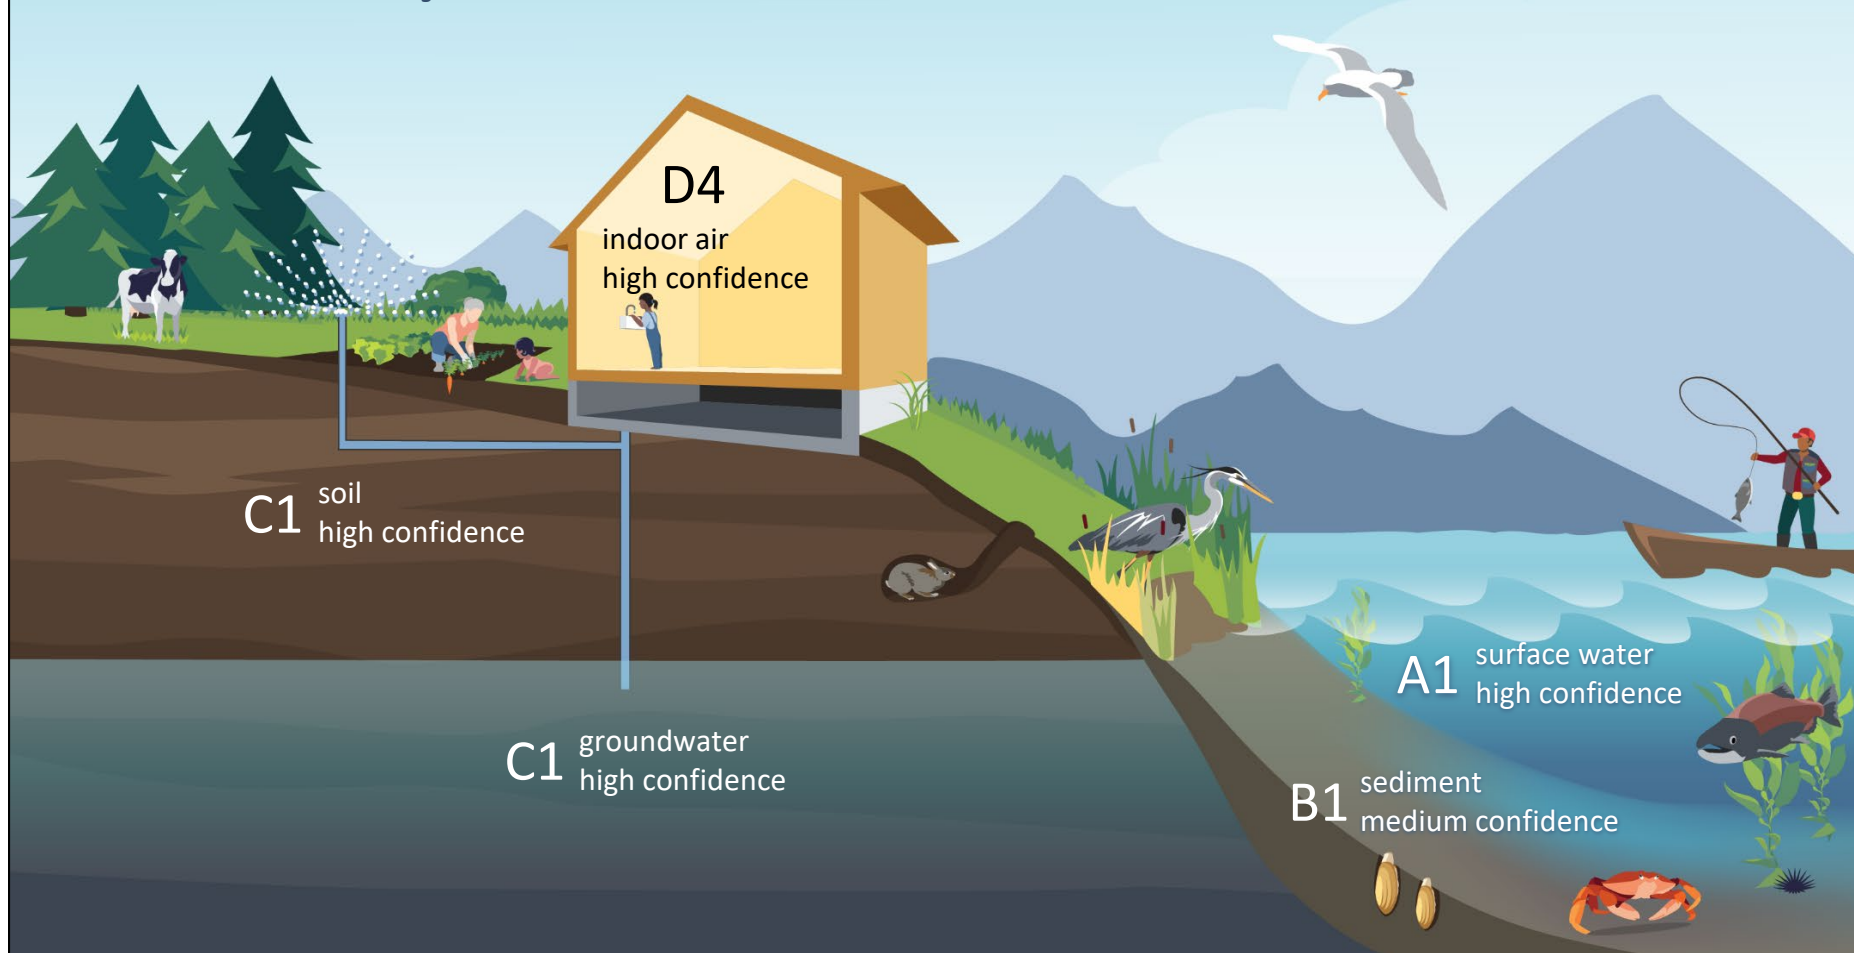 D4
indoor air
high confidence
C1
soil
high confidence
A1
surface water
high confidence
C1
groundwater
high confidence
B1
sediment
medium confidence